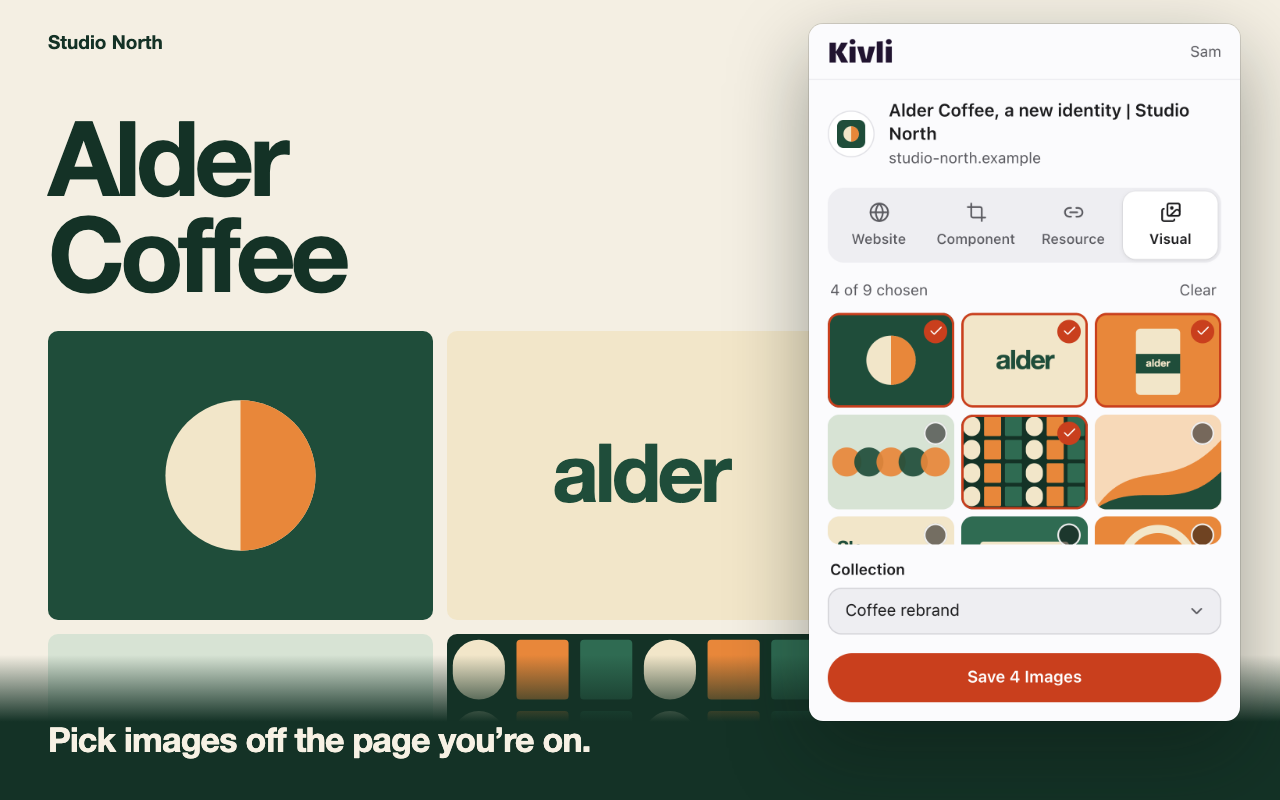 Studio North
Alder
Coffee
alder
Pick images off the page you're on.
Kivli
Sam
Alder Coffee, a new identity | Studio
North
studio-north.example
Website
Component
Resource
Visual
4 of 9 chosen
Clear
alder
alder
Collection
Coffee rebrand
Save 4 Images